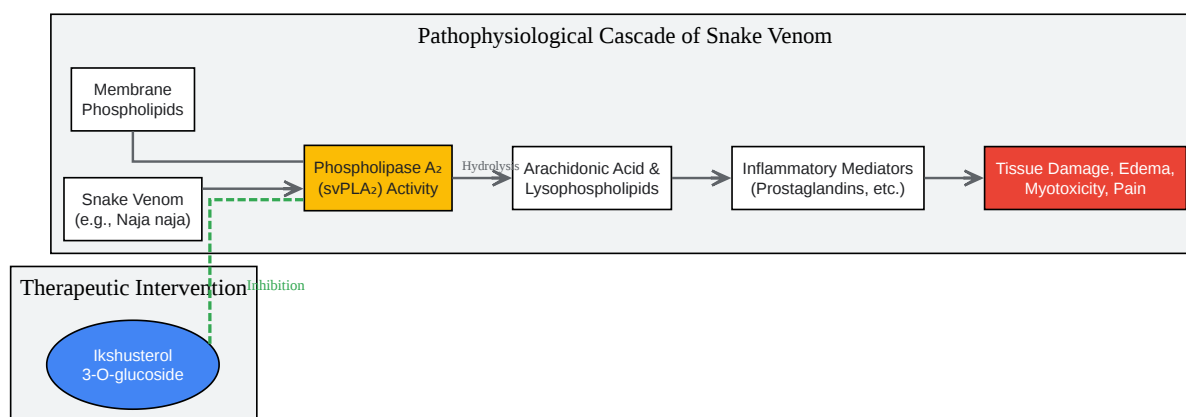 Pathophysiological Cascade of Snake Venom
Membrane
Phospholipids
Snake Venom
(e.g., Naja naja)
Phospholipase A₂
(svPLA₂) Activity
Hydrolysis
Arachidonic Acid &
Lysophospholipids
Inflammatory Mediators
(Prostaglandins, etc.)
Tissue Damage, Edema,
Myotoxicity, Pain
Therapeutic Intervention
Inhibition
Ikshusterol
3-O-glucoside